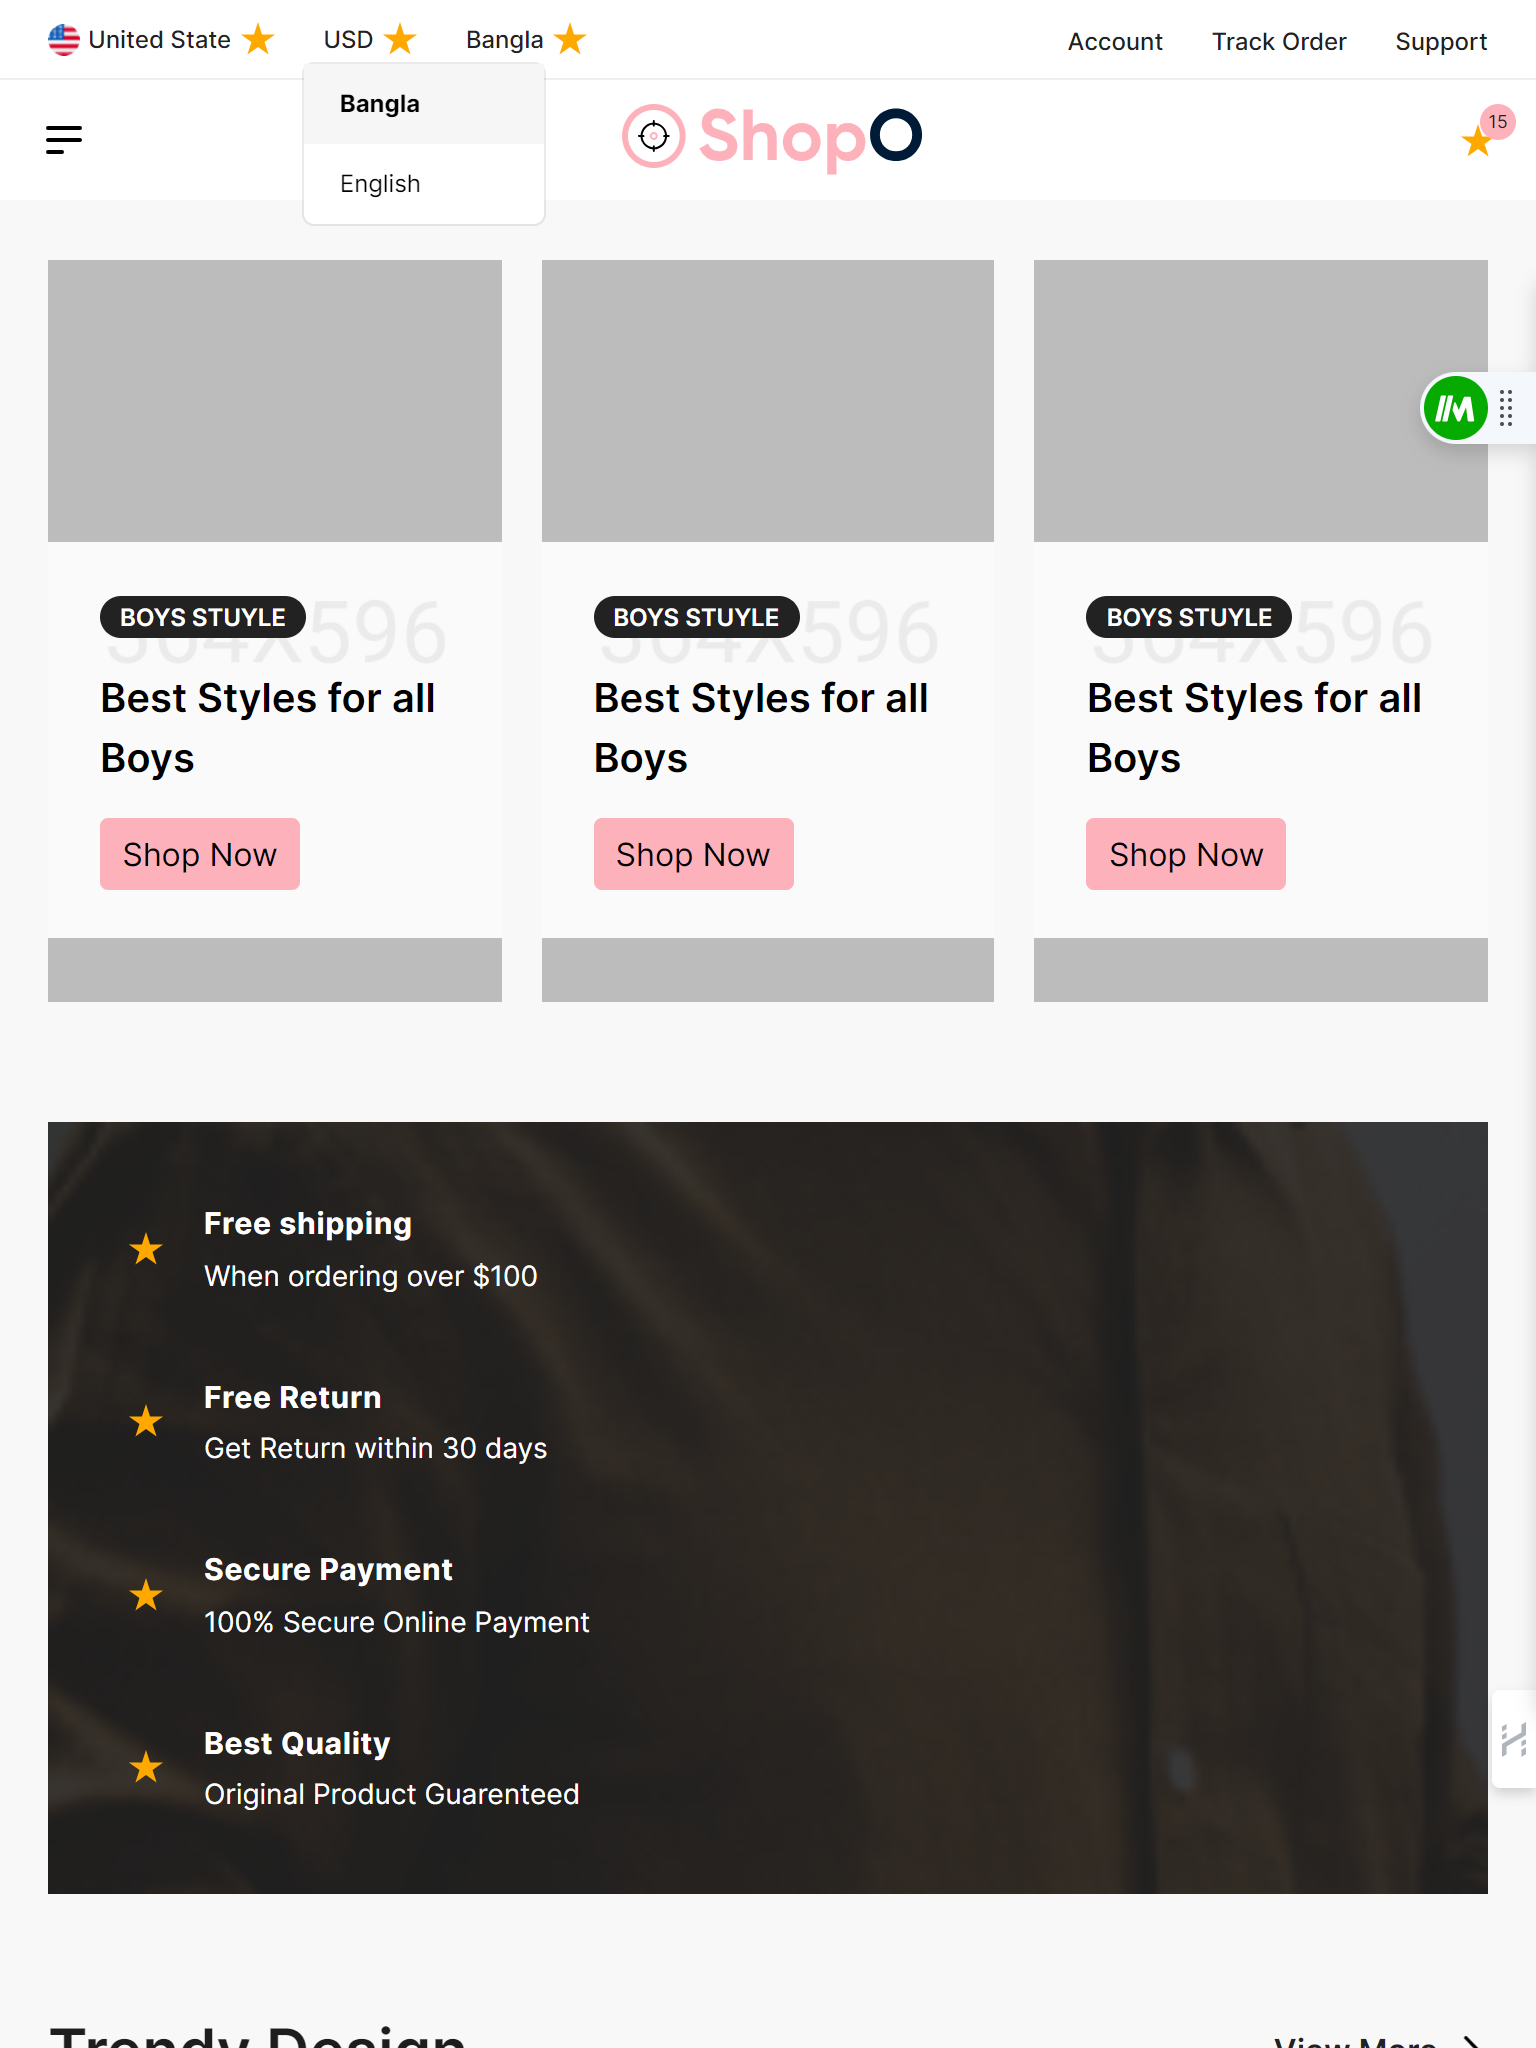 United State
USD
Bangla
Account
Track Order
Support
Bangla
English
ShopO
15
BOYS STUYLE
BOYS STUYLE
BOYS STUYLE
364X596
364X596
364X596
Best Styles for all
Boys
Best Styles for all
Boys
Best Styles for all
Boys
Shop Now
Shop Now
Shop Now
Free shipping
When ordering over $100
Free Return
Get Return within 30 days
Secure Payment
100% Secure Online Payment
Best Quality
Original Product Guarenteed
Trendy Design
View More